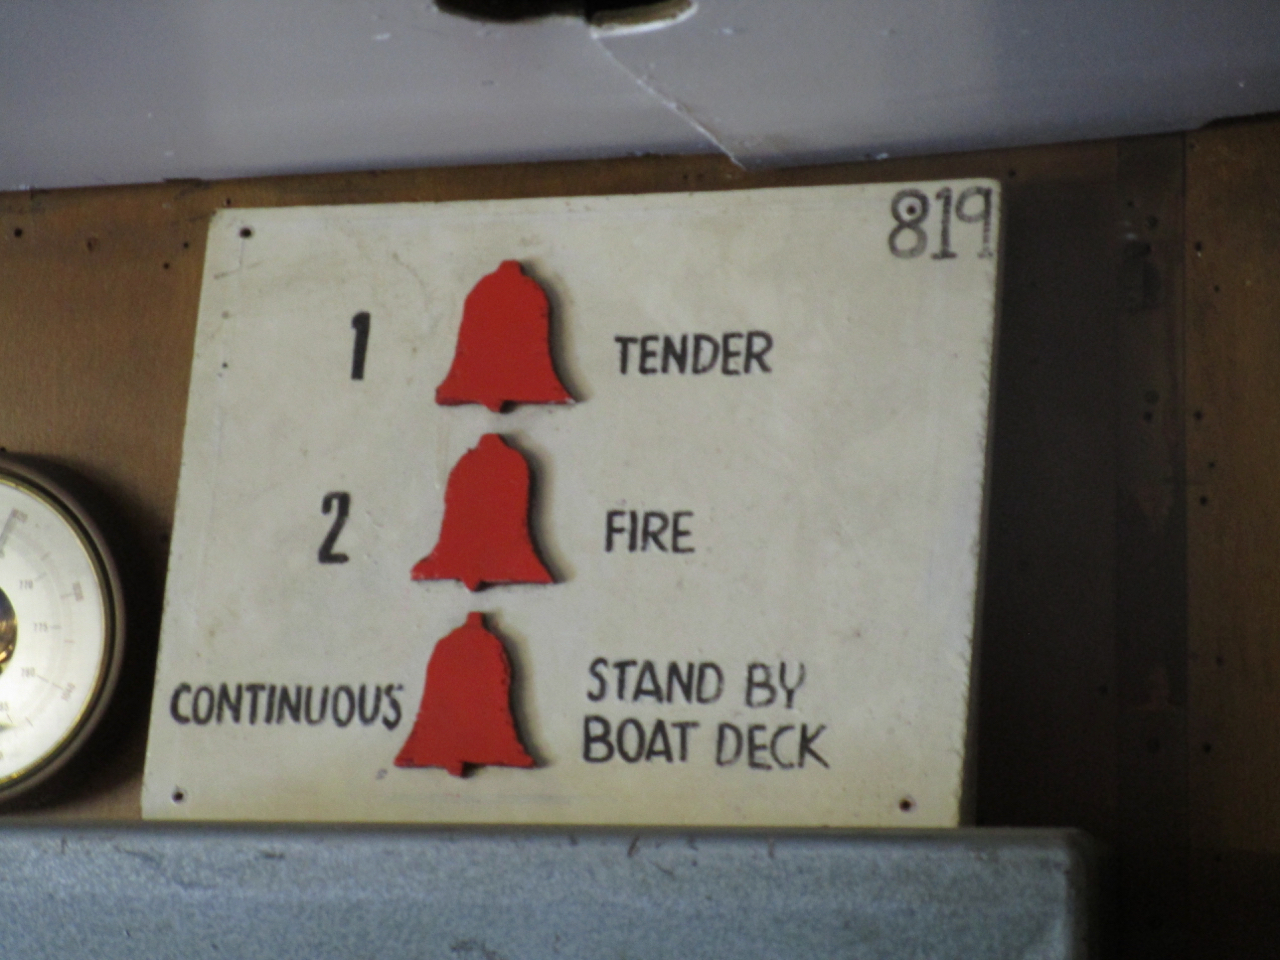 819
1 TENDER
2 FIRE
CONTINUOUS STAND BY
BOAT DECK